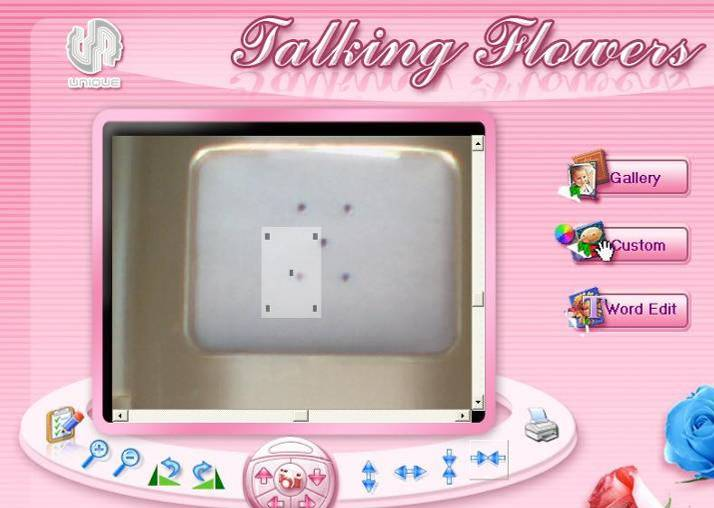 UNIQUE
Talking Flowers
Gallery
Custom
Word Edit